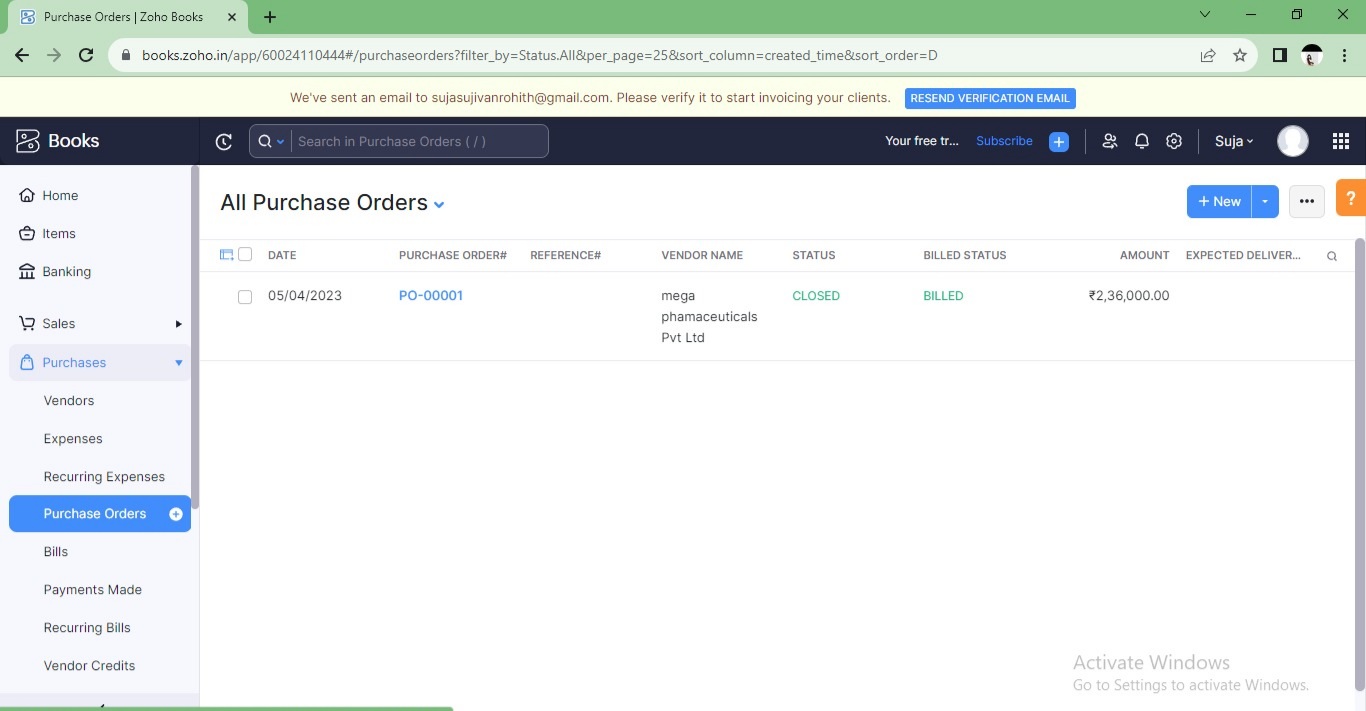 Purchase Orders | Zoho Books
books.zoho.in/app/60024110444#/purchaseorders?filter_by=Status.All&per_page=25&sort_column=created_time&sort_order=D
We've sent an email to sujasujivanrohith@gmail.com. Please verify it to start invoicing your clients. RESEND VERIFICATION EMAIL
Books
Search in Purchase Orders ( / )
Your free tr... Subscribe
Suja
Home
Items
Banking
Sales
Purchases
Vendors
Expenses
Recurring Expenses
Purchase Orders
Bills
Payments Made
Recurring Bills
Vendor Credits
All Purchase Orders
+ New
?
DATE PURCHASE ORDER# REFERENCE# VENDOR NAME STATUS BILLED STATUS AMOUNT EXPECTED DELIVER...
05/04/2023 PO-00001 mega CLOSED BILLED ₹2,36,000.00
phamaceuticals
Pvt Ltd
Activate Windows
Go to Settings to activate Windows.